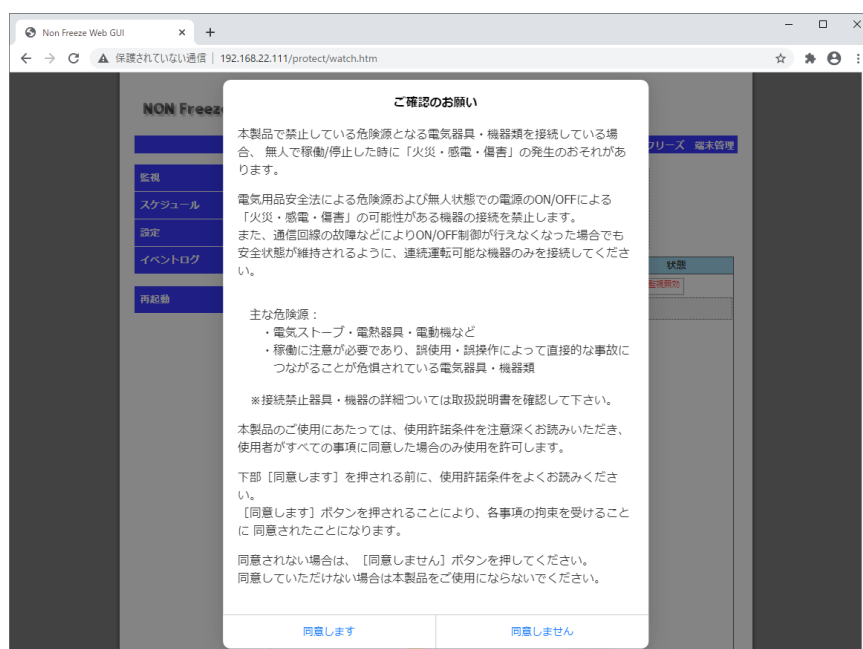 Non Freeze Web GUI
保護されていない通信 | 192.168.22.111/protect/watch.htm
NON Freeze
フリーズ 端末管理
監視
スケジュール
設定
イベントログ
再起動
状態
監視無効
ご確認のお願い
本製品で禁止している危険源となる電気器具・機器類を接続している場
合、 無人で稼働/停止した時に「火災・感電・傷害」の発生のおそれがあ
ります。
電気用品安全法による危険源および無人状態での電源のON/OFFによる
「火災・感電・傷害」の可能性がある機器の接続を禁止します。
また、通信回線の故障などによりON/OFF制御が行えなくなった場合でも
安全状態が維持されるように、連続運転可能な機器のみを接続してくださ
い。
主な危険源：
・電気ストーブ・電熱器具・電動機など
・稼働に注意が必要であり、誤使用・誤操作によって直接的な事故に
つながることが危惧されている電気器具・機器類
※接続禁止器具・機器の詳細ついては取扱説明書を確認して下さい。
本製品のご使用にあたっては、使用許諾条件を注意深くお読みいただき、
使用者がすべての事項に同意した場合のみ使用を許可します。
下部［同意します］を押される前に、使用許諾条件をよくお読みくださ
い。
［同意します］ボタンを押されることにより、各事項の拘束を受けること
に 同意されたことになります。
同意されない場合は、［同意しません］ボタンを押してください。
同意していただけない場合は本製品をご使用にならないでください。
同意します
同意しません